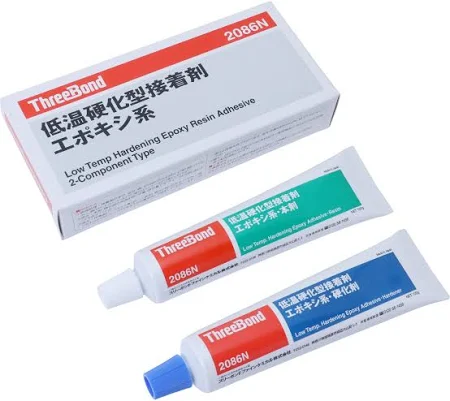 2086N
ThreeBond
低温硬化型接着剤
エポキシ系
Low Temp Hardening Epoxy Resin Adhesive
2-Component Type
ThreeBond
2086N
低温硬化型接着剤
エポキシ系・本剤
Low Temp. Hardening Epoxy Adhesive-Resin
ThreeBond
2086N
低温硬化型接着剤
エポキシ系・硬化剤
Low Temp. Hardening Epoxy Adhesive-Hardener